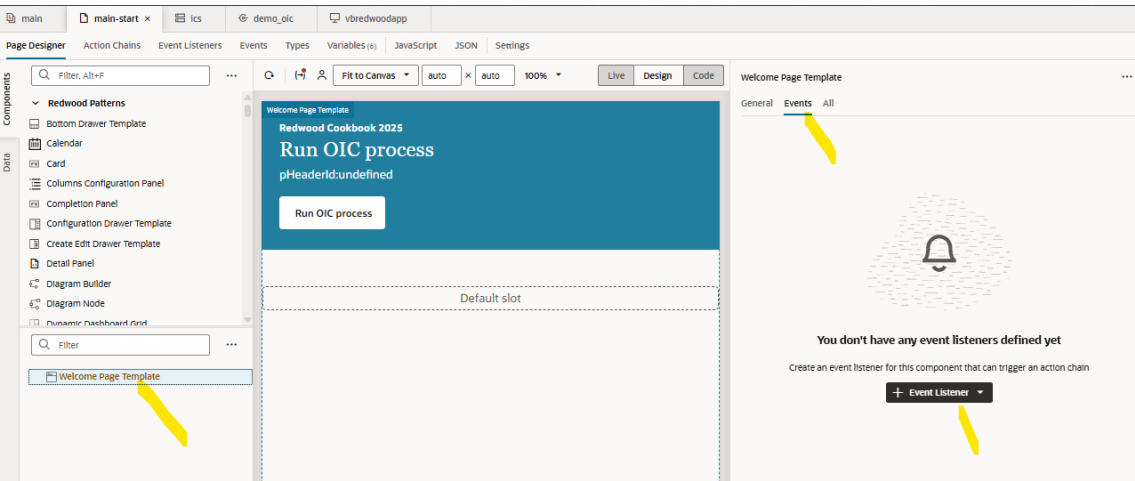 main
main-start ×
ics
demo_oic
vbredwoodapp
Page Designer
Action Chains
Event Listeners
Events
Types
Variables (6)
JavaScript
JSON
Settings
Components
Data
Filter, Alt+F
Redwood Patterns
Bottom Drawer Template
Calendar
Card
Columns Configuration Panel
Completion Panel
Configuration Drawer Template
Create Edit Drawer Template
Detail Panel
Diagram Builder
Diagram Node
Dynamic Dashboard Grid
Filter
Welcome Page Template
Fit to Canvas
auto × auto
100%
Live
Design
Code
Welcome Page Template
Redwood Cookbook 2025
Run OIC process
pHeaderId:undefined
Run OIC process
Default slot
Welcome Page Template
General
Events
All
You don't have any event listeners defined yet
Create an event listener for this component that can trigger an action chain
+ Event Listener